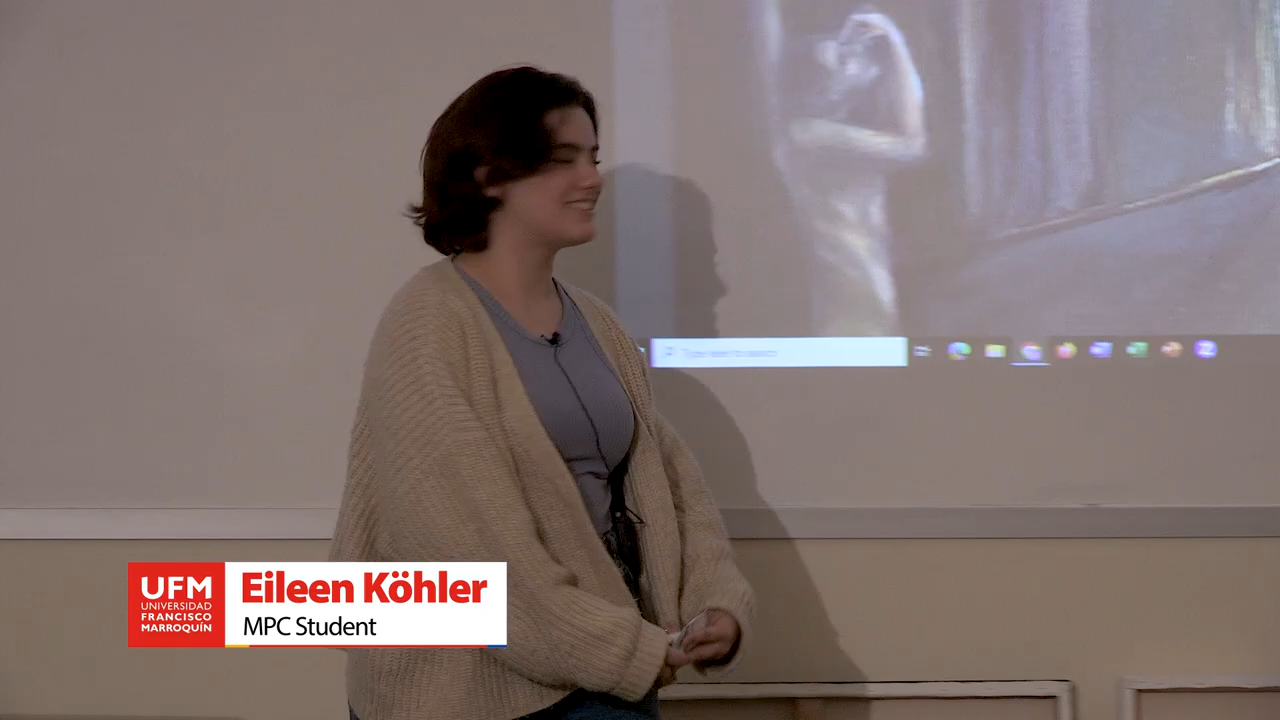 UFM
UNIVERSIDAD
FRANCISCO
MARROQUÍN
Eileen Köhler
MPC Student